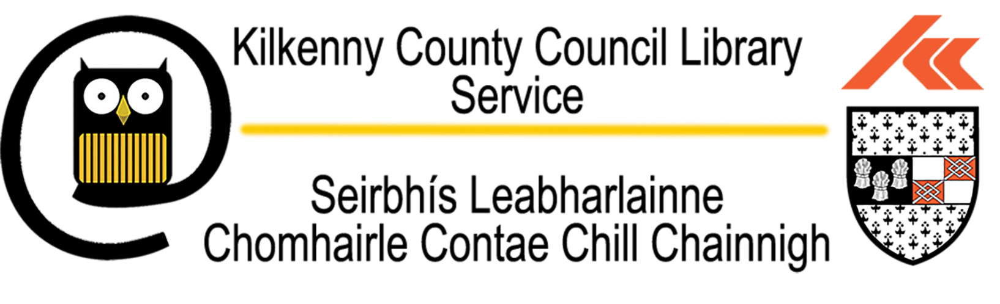 Kilkenny County Council Library
Service
Seirbhís Leabharlainne
Chomhairle Contae Chill Chainnigh